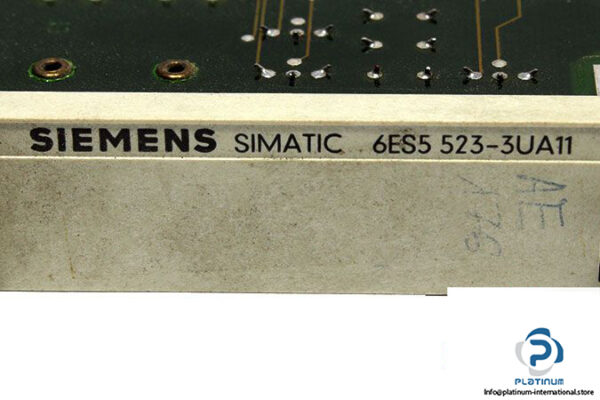 SIEMENS SIMATIC 6ES5 523-3UA11
AE
PLATINUM
Info@platinum-international.store